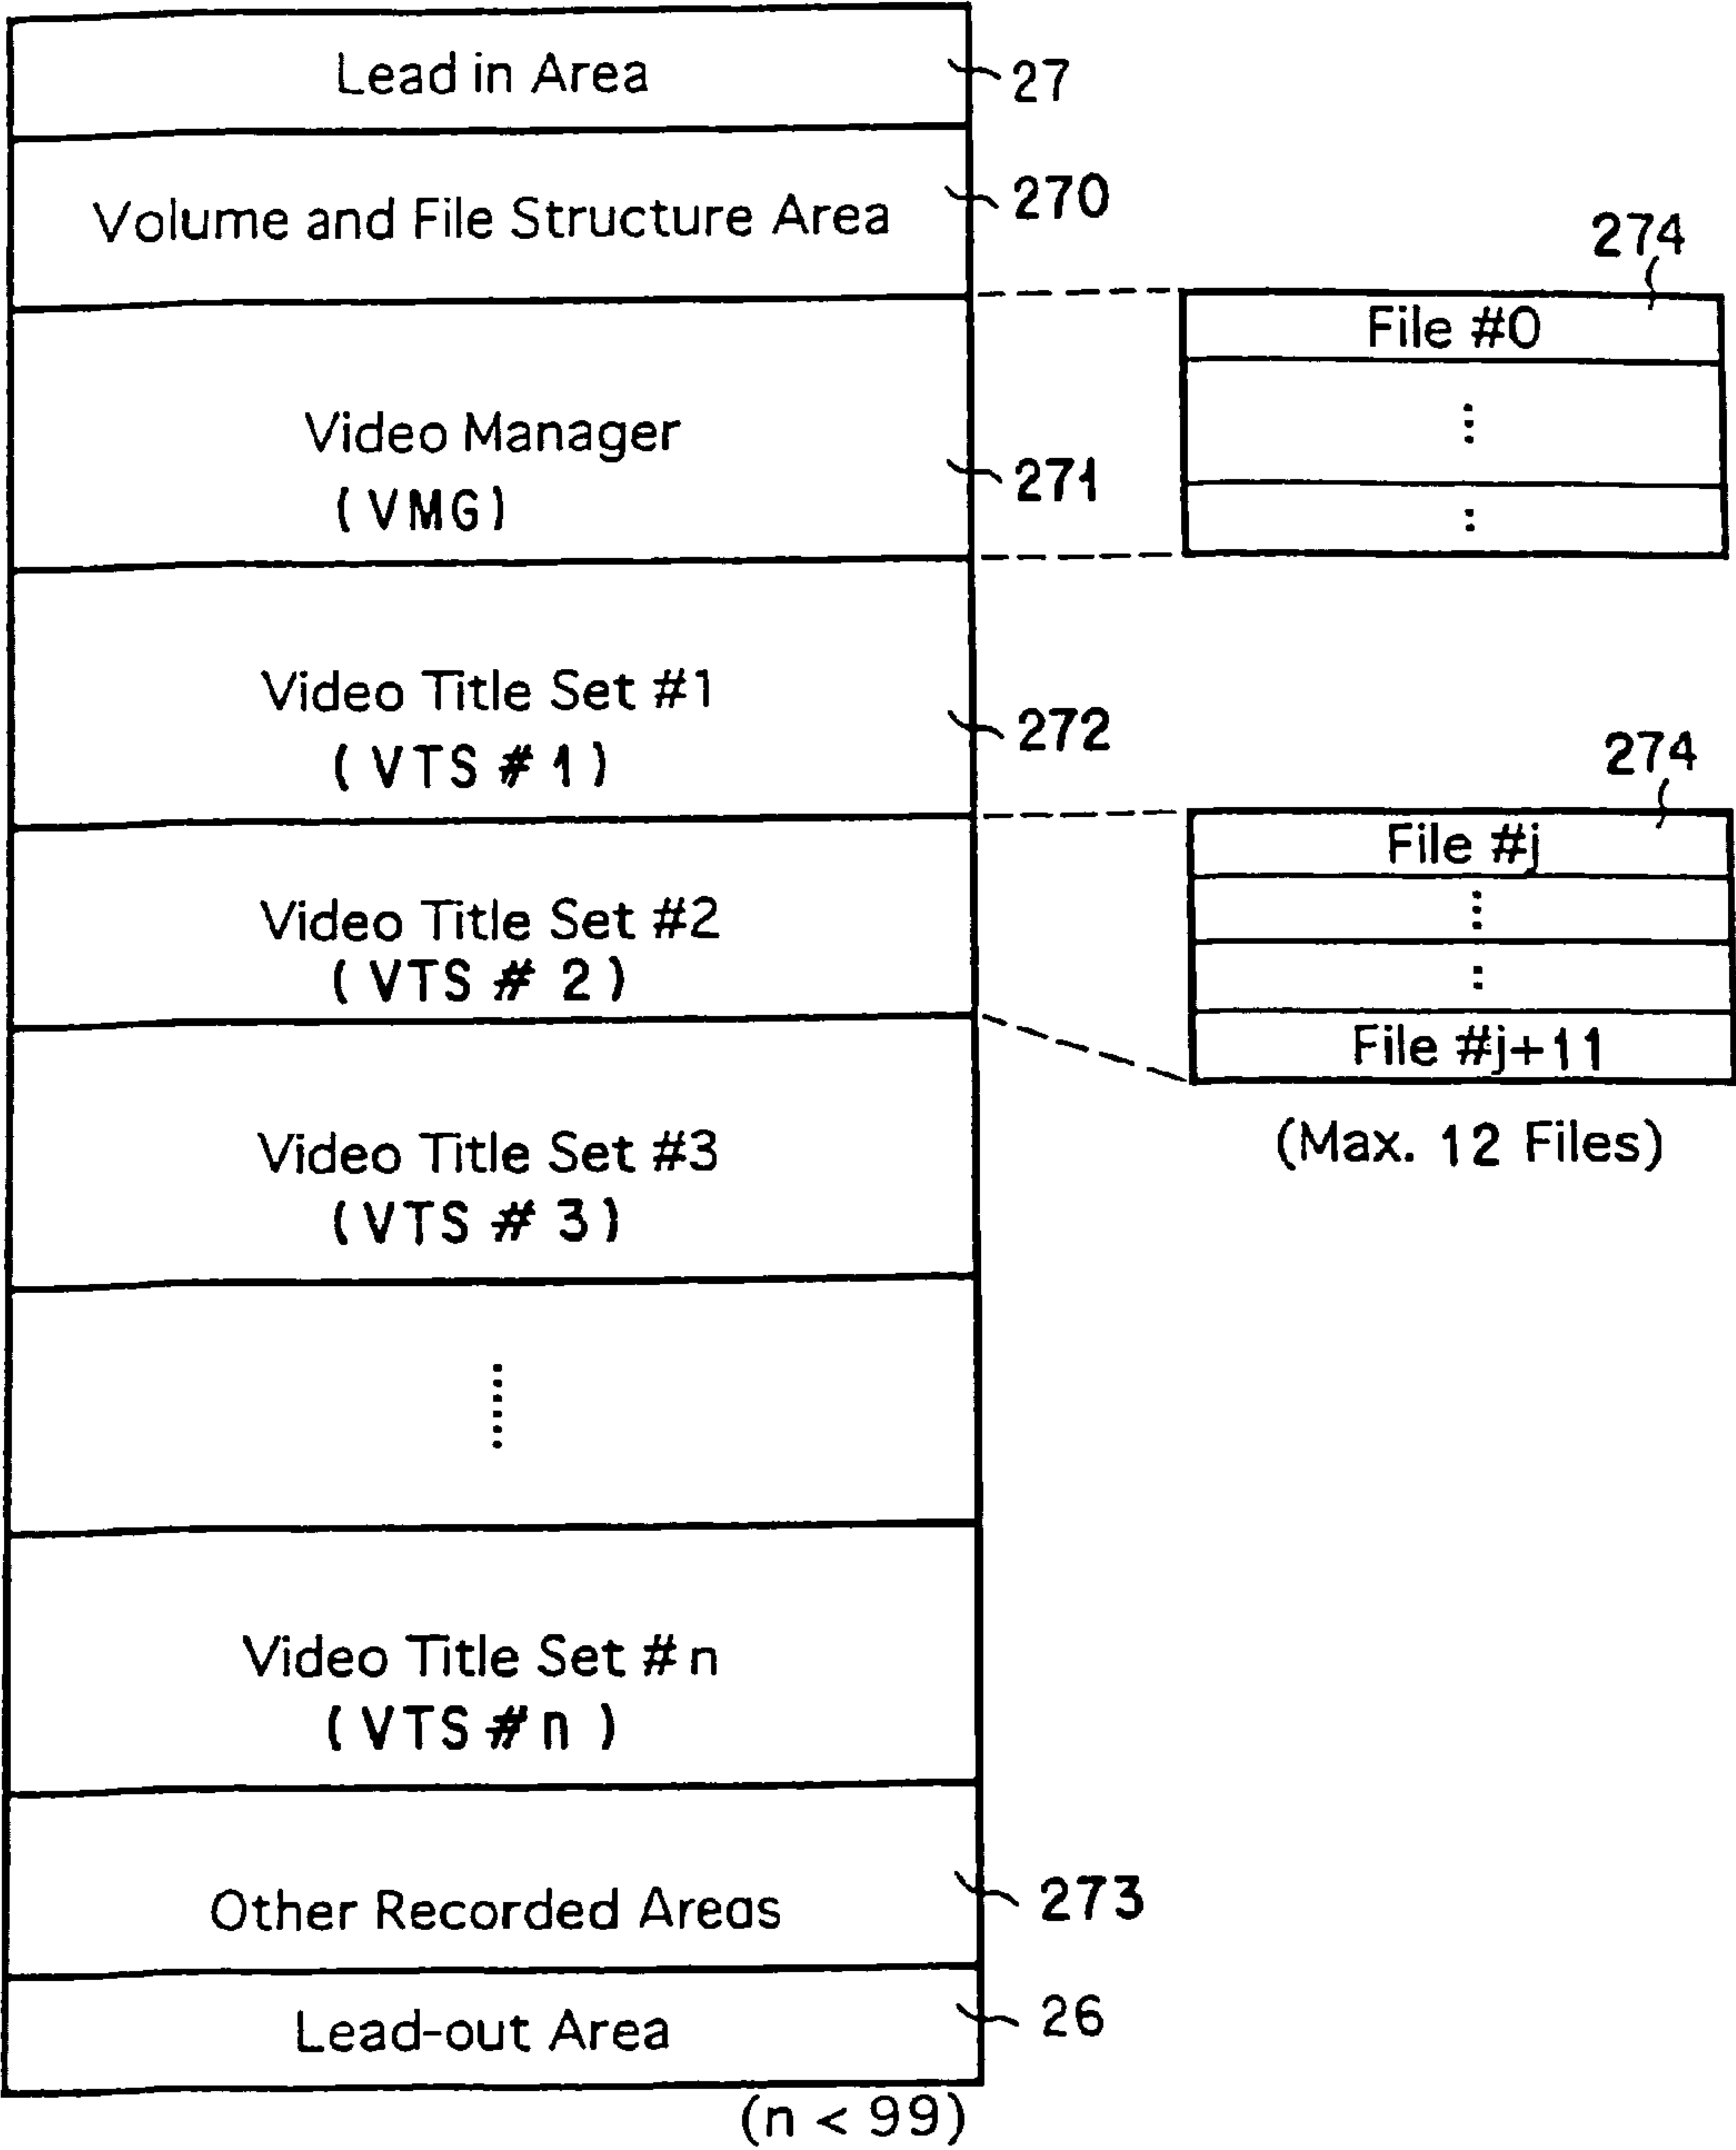 Lead in Area
27
Volume and File Structure Area
270
274
File #0
Video Manager
(VMG)
271
Video Title Set #1
(VTS #1)
272
274
File #j
Video Title Set #2
(VTS # 2)
File #j+11
(Max. 12 Files)
Video Title Set #3
(VTS # 3)
Video Title Set #n
(VTS #n )
Other Recorded Areas
273
Lead-out Area
26
(n < 99)